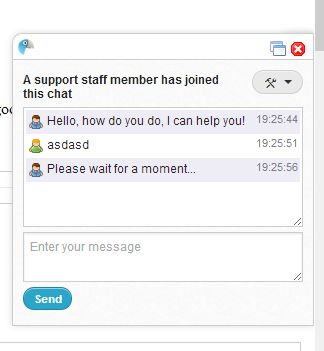 A support staff member has joined
this chat
Hello, how do you do, I can help you! 19:25:44
asdasd 19:25:51
Please wait for a moment... 19:25:56
Enter your message
Send